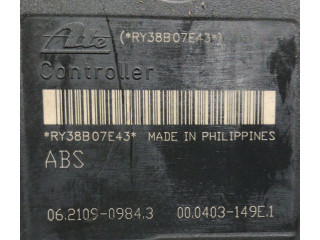 Ate (*RY38B07E43*)
Controller
*RY38B07E43* MADE IN PHILIPPINES
ABS
06.2109-0984.3 00.0403-149E.1